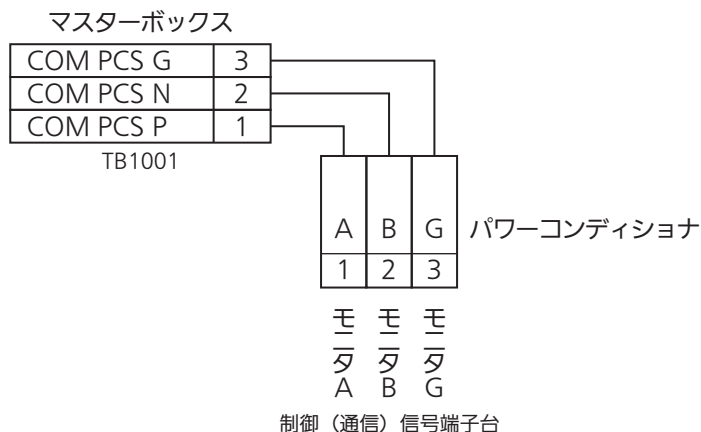 マスターボックス
COM PCS G 3
COM PCS N 2
COM PCS P 1
TB1001
A B G パワーコンディショナ
1 2 3
モニタA モニタB モニタG
制御（通信）信号端子台